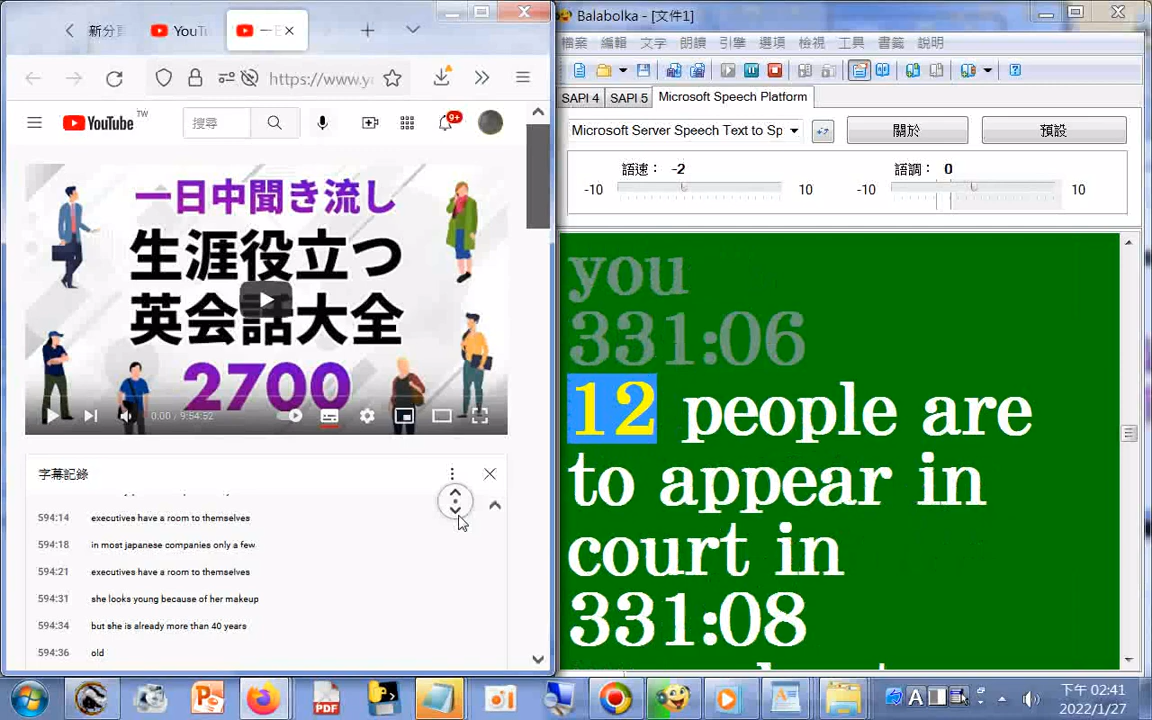 新分頁
YouTu
一E
https://www.y
YouTube TW
搜尋
9+
一日中聞き流し
生涯役立つ
英会話大全
2700
0:00 / 9:54:52
字幕記錄
594:14 executives have a room to themselves
594:18 in most japanese companies only a few
594:21 executives have a room to themselves
594:31 she looks young because of her makeup
594:34 but she is already more than 40 years
594:36 old
Balabolka - [文件1]
檔案 編輯 文字 朗讀 引擎 選項 檢視 工具 書籤 說明
SAPI 4 SAPI 5 Microsoft Speech Platform
Microsoft Server Speech Text to Sp
關於
預設
語速： -2
語調： 0
-10 10 -10 10
you
331:06
12 people are
to appear in
court in
331:08
PDF
A
下午 02:41
2022/1/27